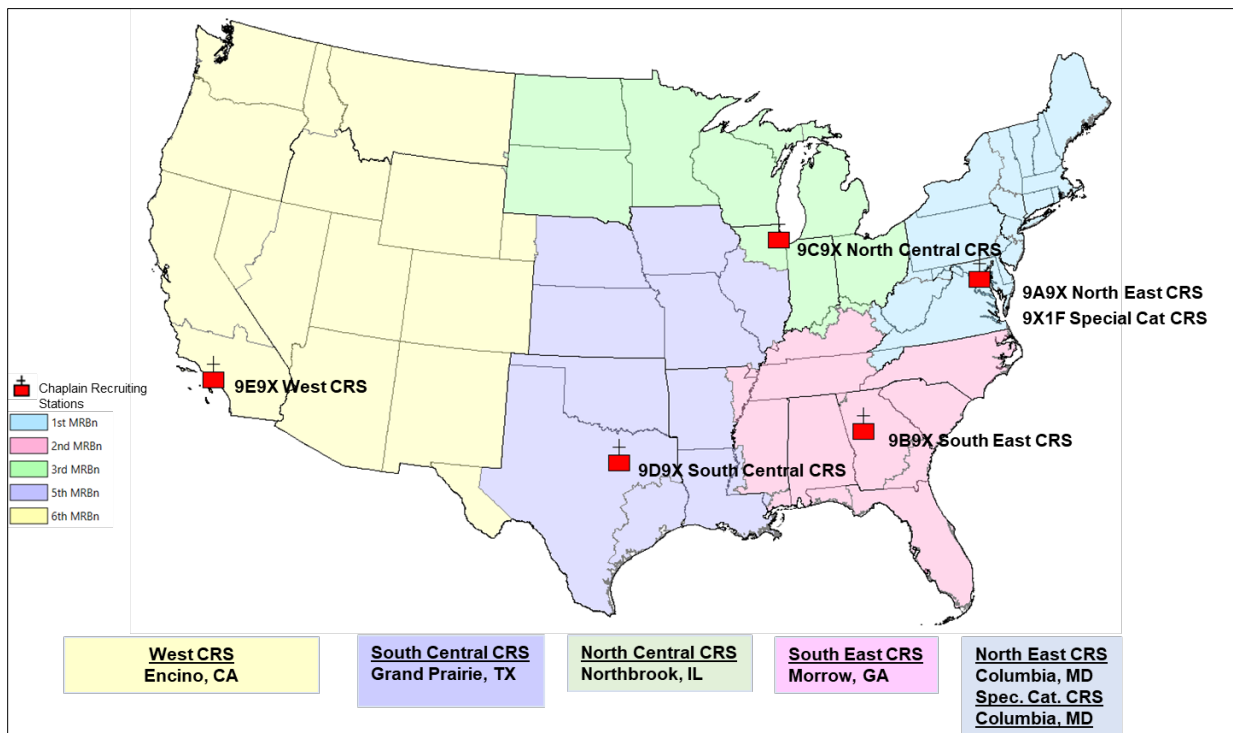 9C9X North Central CRS
9A9X North East CRS
9X1F Special Cat CRS
9E9X West CRS
9B9X South East CRS
9D9X South Central CRS
Chaplain Recruiting
Stations
1st MRBn
2nd MRBn
3rd MRBn
5th MRBn
6th MRBn
West CRS
Encino, CA
South Central CRS
Grand Prairie, TX
North Central CRS
Northbrook, IL
South East CRS
Morrow, GA
North East CRS
Columbia, MD
Spec. Cat. CRS
Columbia, MD